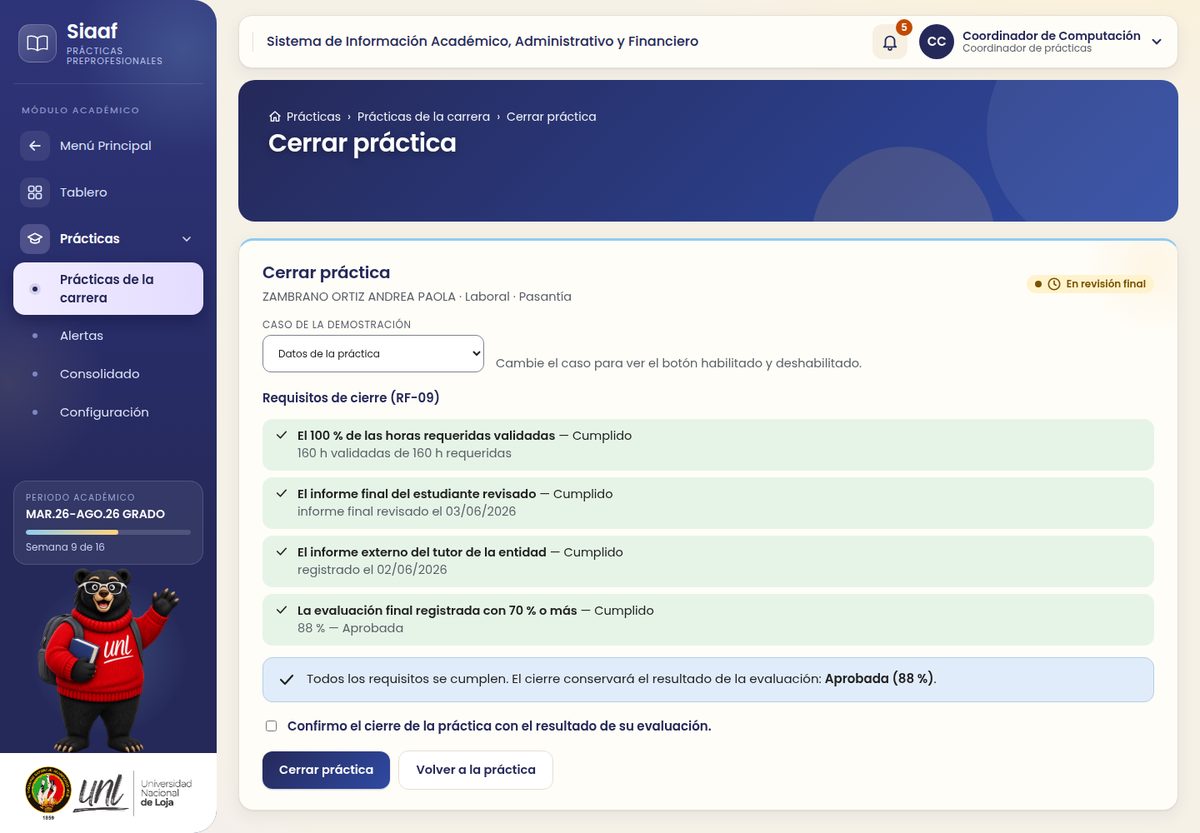 Siaaf
PRÁCTICAS
PREPROFESIONALES
MÓDULO ACADÉMICO
Menú Principal
Tablero
Prácticas
Prácticas de la
carrera
Alertas
Consolidado
Configuración
PERIODO ACADÉMICO
MAR.26–AGO.26 GRADO
Semana 9 de 16
unl
1859
unl
Universidad
Nacional
de Loja
Sistema de Información Académico, Administrativo y Financiero
5
CC
Coordinador de Computación
Coordinador de prácticas
Prácticas › Prácticas de la carrera › Cerrar práctica
Cerrar práctica
Cerrar práctica
ZAMBRANO ORTIZ ANDREA PAOLA · Laboral · Pasantía
En revisión final
CASO DE LA DEMOSTRACIÓN
Datos de la práctica
Cambie el caso para ver el botón habilitado y deshabilitado.
Requisitos de cierre (RF-09)
El 100 % de las horas requeridas validadas — Cumplido
160 h validadas de 160 h requeridas
El informe final del estudiante revisado — Cumplido
informe final revisado el 03/06/2026
El informe externo del tutor de la entidad — Cumplido
registrado el 02/06/2026
La evaluación final registrada con 70 % o más — Cumplido
88 % — Aprobada
Todos los requisitos se cumplen. El cierre conservará el resultado de la evaluación: Aprobada (88 %).
Confirmo el cierre de la práctica con el resultado de su evaluación.
Cerrar práctica
Volver a la práctica